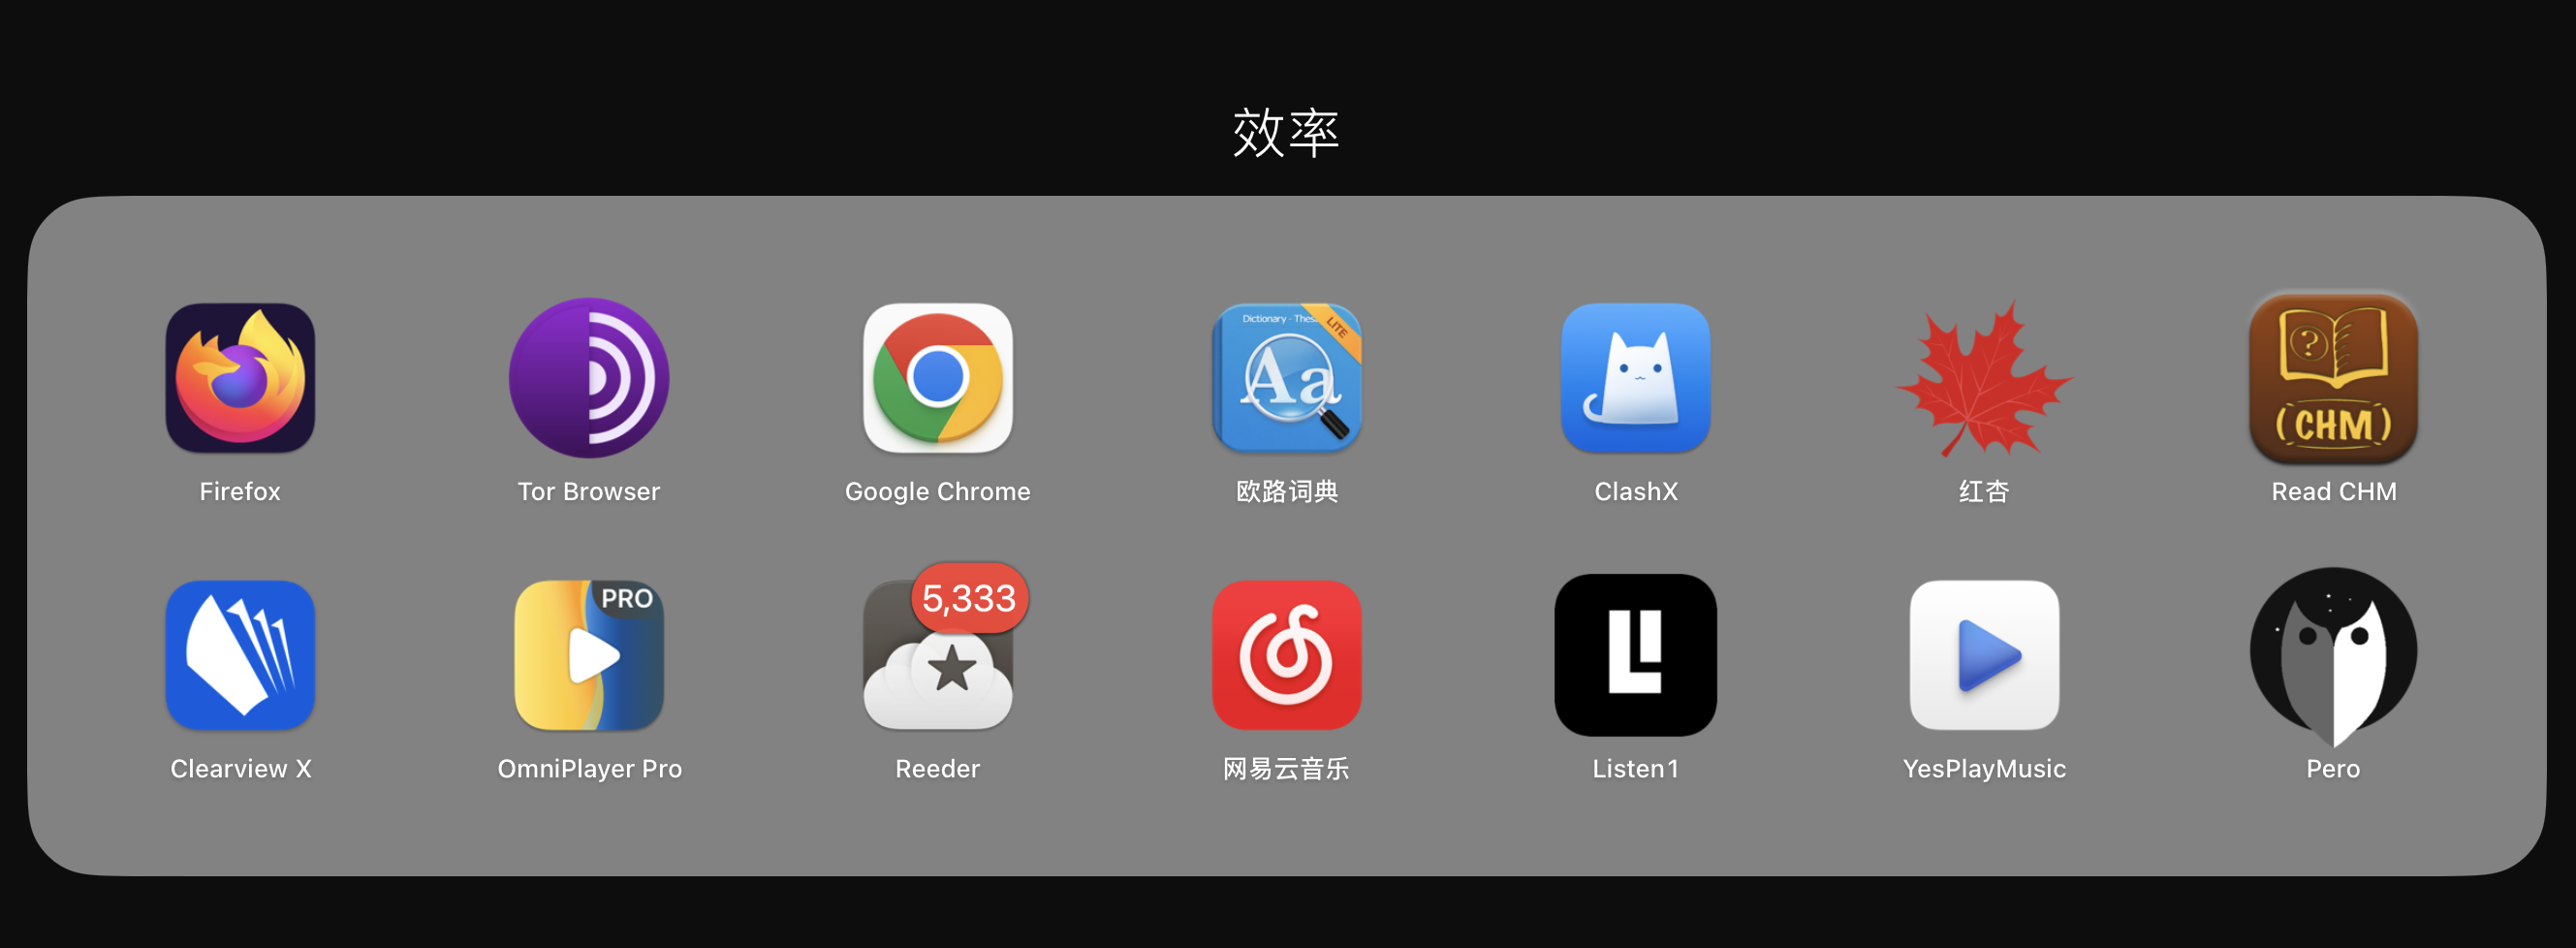 效率
Dictionary - Thes
LITE
Aa
?
(CHM)
Firefox
Tor Browser
Google Chrome
欧路词典
ClashX
红杏
Read CHM
PRO
5,333
Clearview X
OmniPlayer Pro
Reeder
网易云音乐
Listen1
YesPlayMusic
Pero